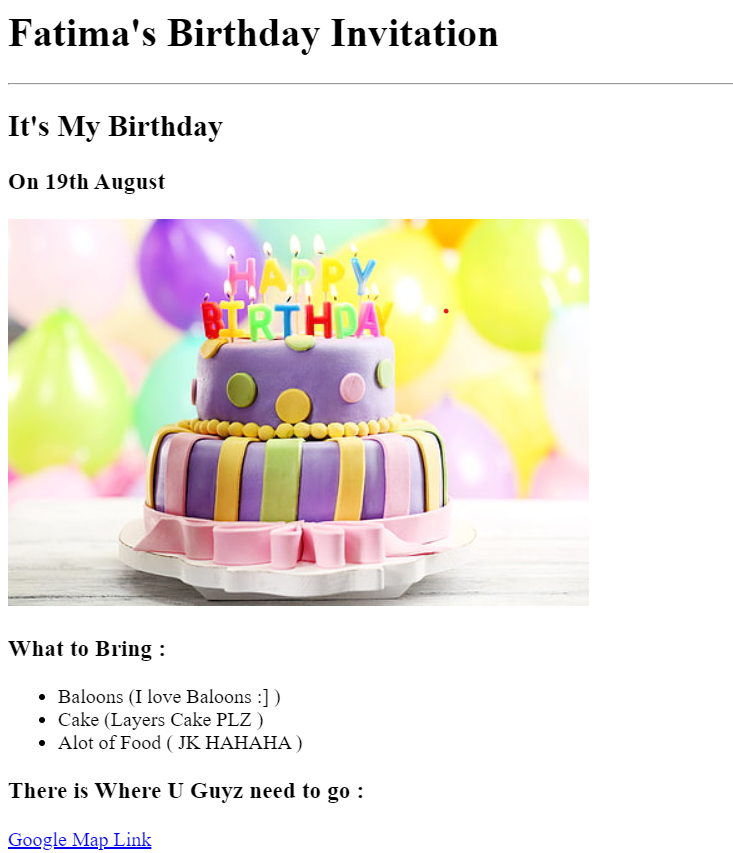 Fatima's Birthday Invitation
It's My Birthday
On 19th August
HAPPY
BIRTHDAY
What to Bring :
Baloons (I love Baloons :] )
Cake (Layers Cake PLZ )
Alot of Food ( JK HAHAHA )
There is Where U Guyz need to go :
Google Map Link